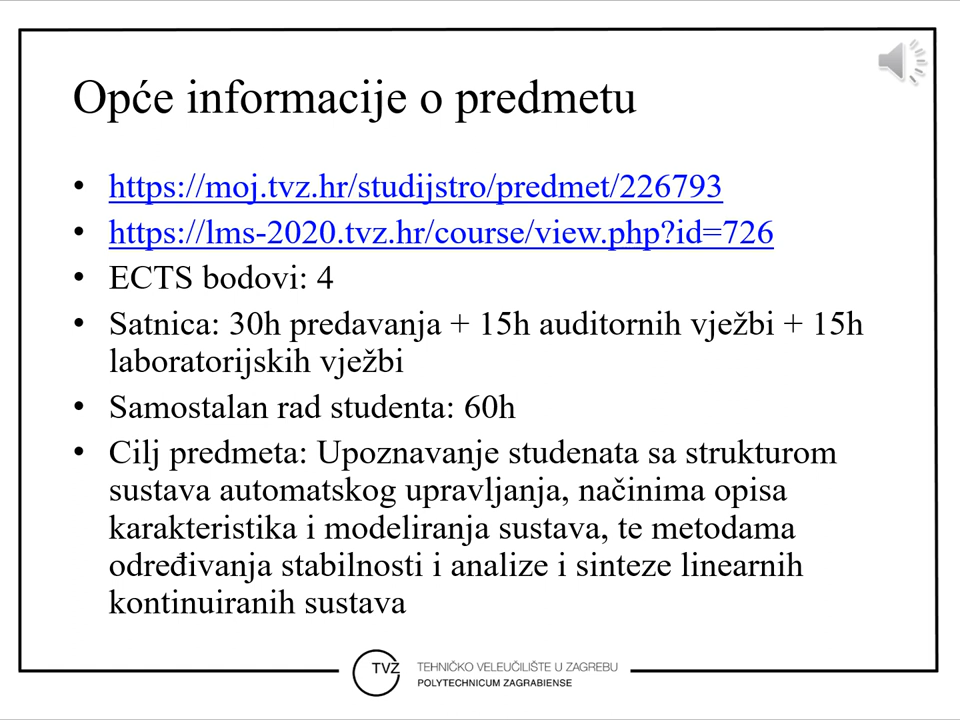 Opće informacije o predmetu
• https://moj.tvz.hr/studijstro/predmet/226793
• https://lms-2020.tvz.hr/course/view.php?id=726
• ECTS bodovi: 4
• Satnica: 30h predavanja + 15h auditornih vježbi + 15h
laboratorijskih vježbi
• Samostalan rad studenta: 60h
• Cilj predmeta: Upoznavanje studenata sa strukturom
sustava automatskog upravljanja, načinima opisa
karakteristika i modeliranja sustava, te metodama
određivanja stabilnosti i analize i sinteze linearnih
kontinuiranih sustava
TVZ
TEHNIČKO VELEUČILIŠTE U ZAGREBU
POLYTECHNICUM ZAGRABIENSE